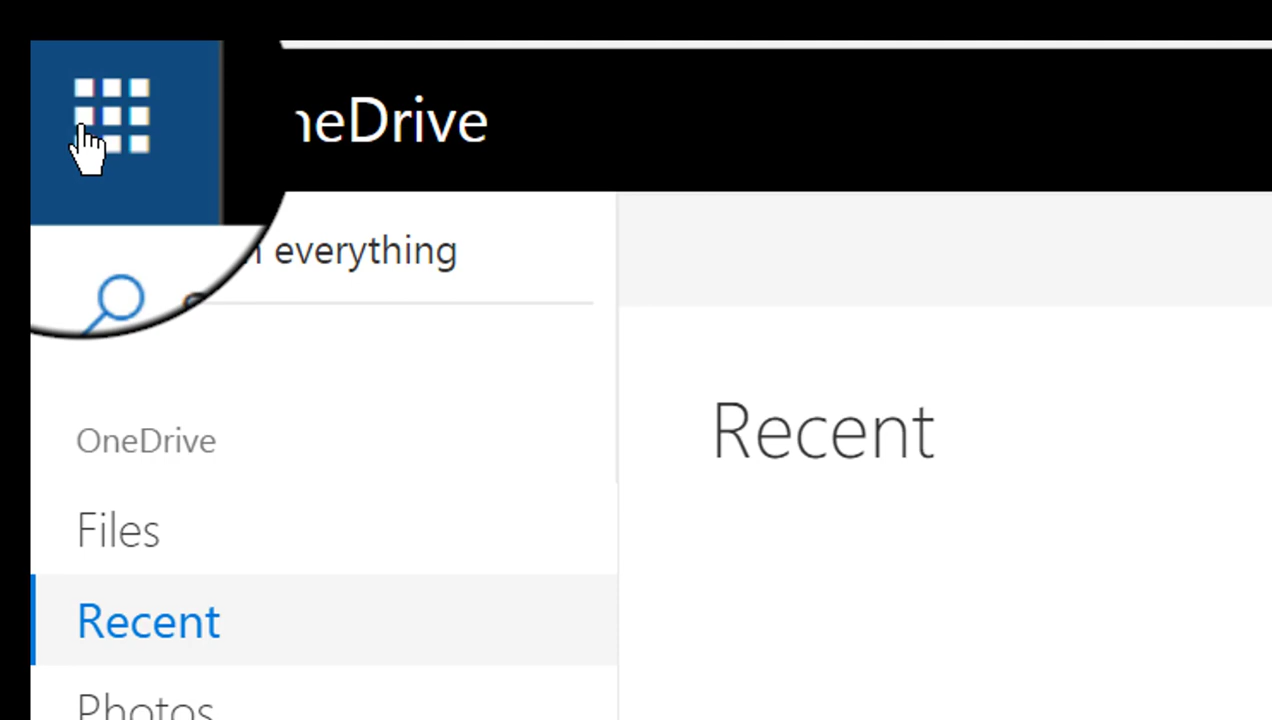 neDrive
everything
OneDrive
Files
Recent
Photos
Recent